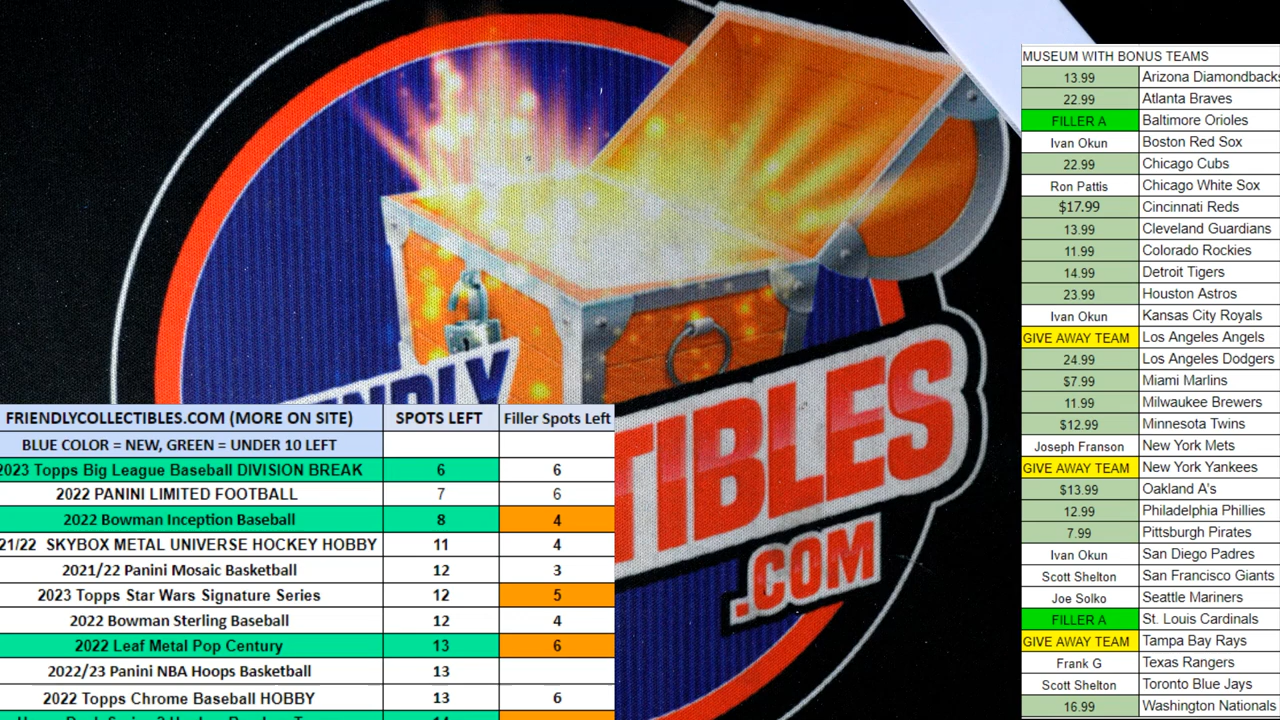 MUSEUM WITH BONUS TEAMS
13.99 Arizona Diamondbacks
22.99 Atlanta Braves
FILLER A Baltimore Orioles
Ivan Okun Boston Red Sox
22.99 Chicago Cubs
Ron Pattis Chicago White Sox
$17.99 Cincinnati Reds
13.99 Cleveland Guardians
11.99 Colorado Rockies
14.99 Detroit Tigers
23.99 Houston Astros
Ivan Okun Kansas City Royals
GIVE AWAY TEAM Los Angeles Angels
24.99 Los Angeles Dodgers
$7.99 Miami Marlins
11.99 Milwaukee Brewers
$12.99 Minnesota Twins
Joseph Franson New York Mets
GIVE AWAY TEAM New York Yankees
$13.99 Oakland A's
12.99 Philadelphia Phillies
7.99 Pittsburgh Pirates
Ivan Okun San Diego Padres
Scott Shelton San Francisco Giants
Joe Solko Seattle Mariners
FILLER A St. Louis Cardinals
GIVE AWAY TEAM Tampa Bay Rays
Frank G Texas Rangers
Scott Shelton Toronto Blue Jays
16.99 Washington Nationals
ENDLY
TIBLES
.COM
FRIENDLYCOLLECTIBLES.COM (MORE ON SITE) SPOTS LEFT Filler Spots Left
BLUE COLOR = NEW, GREEN = UNDER 10 LEFT
2023 Topps Big League Baseball DIVISION BREAK 6 6
2022 PANINI LIMITED FOOTBALL 7 6
2022 Bowman Inception Baseball 8 4
21/22 SKYBOX METAL UNIVERSE HOCKEY HOBBY 11 4
2021/22 Panini Mosaic Basketball 12 3
2023 Topps Star Wars Signature Series 12 5
2022 Bowman Sterling Baseball 12 4
2022 Leaf Metal Pop Century 13 6
2022/23 Panini NBA Hoops Basketball 13
2022 Topps Chrome Baseball HOBBY 13 6